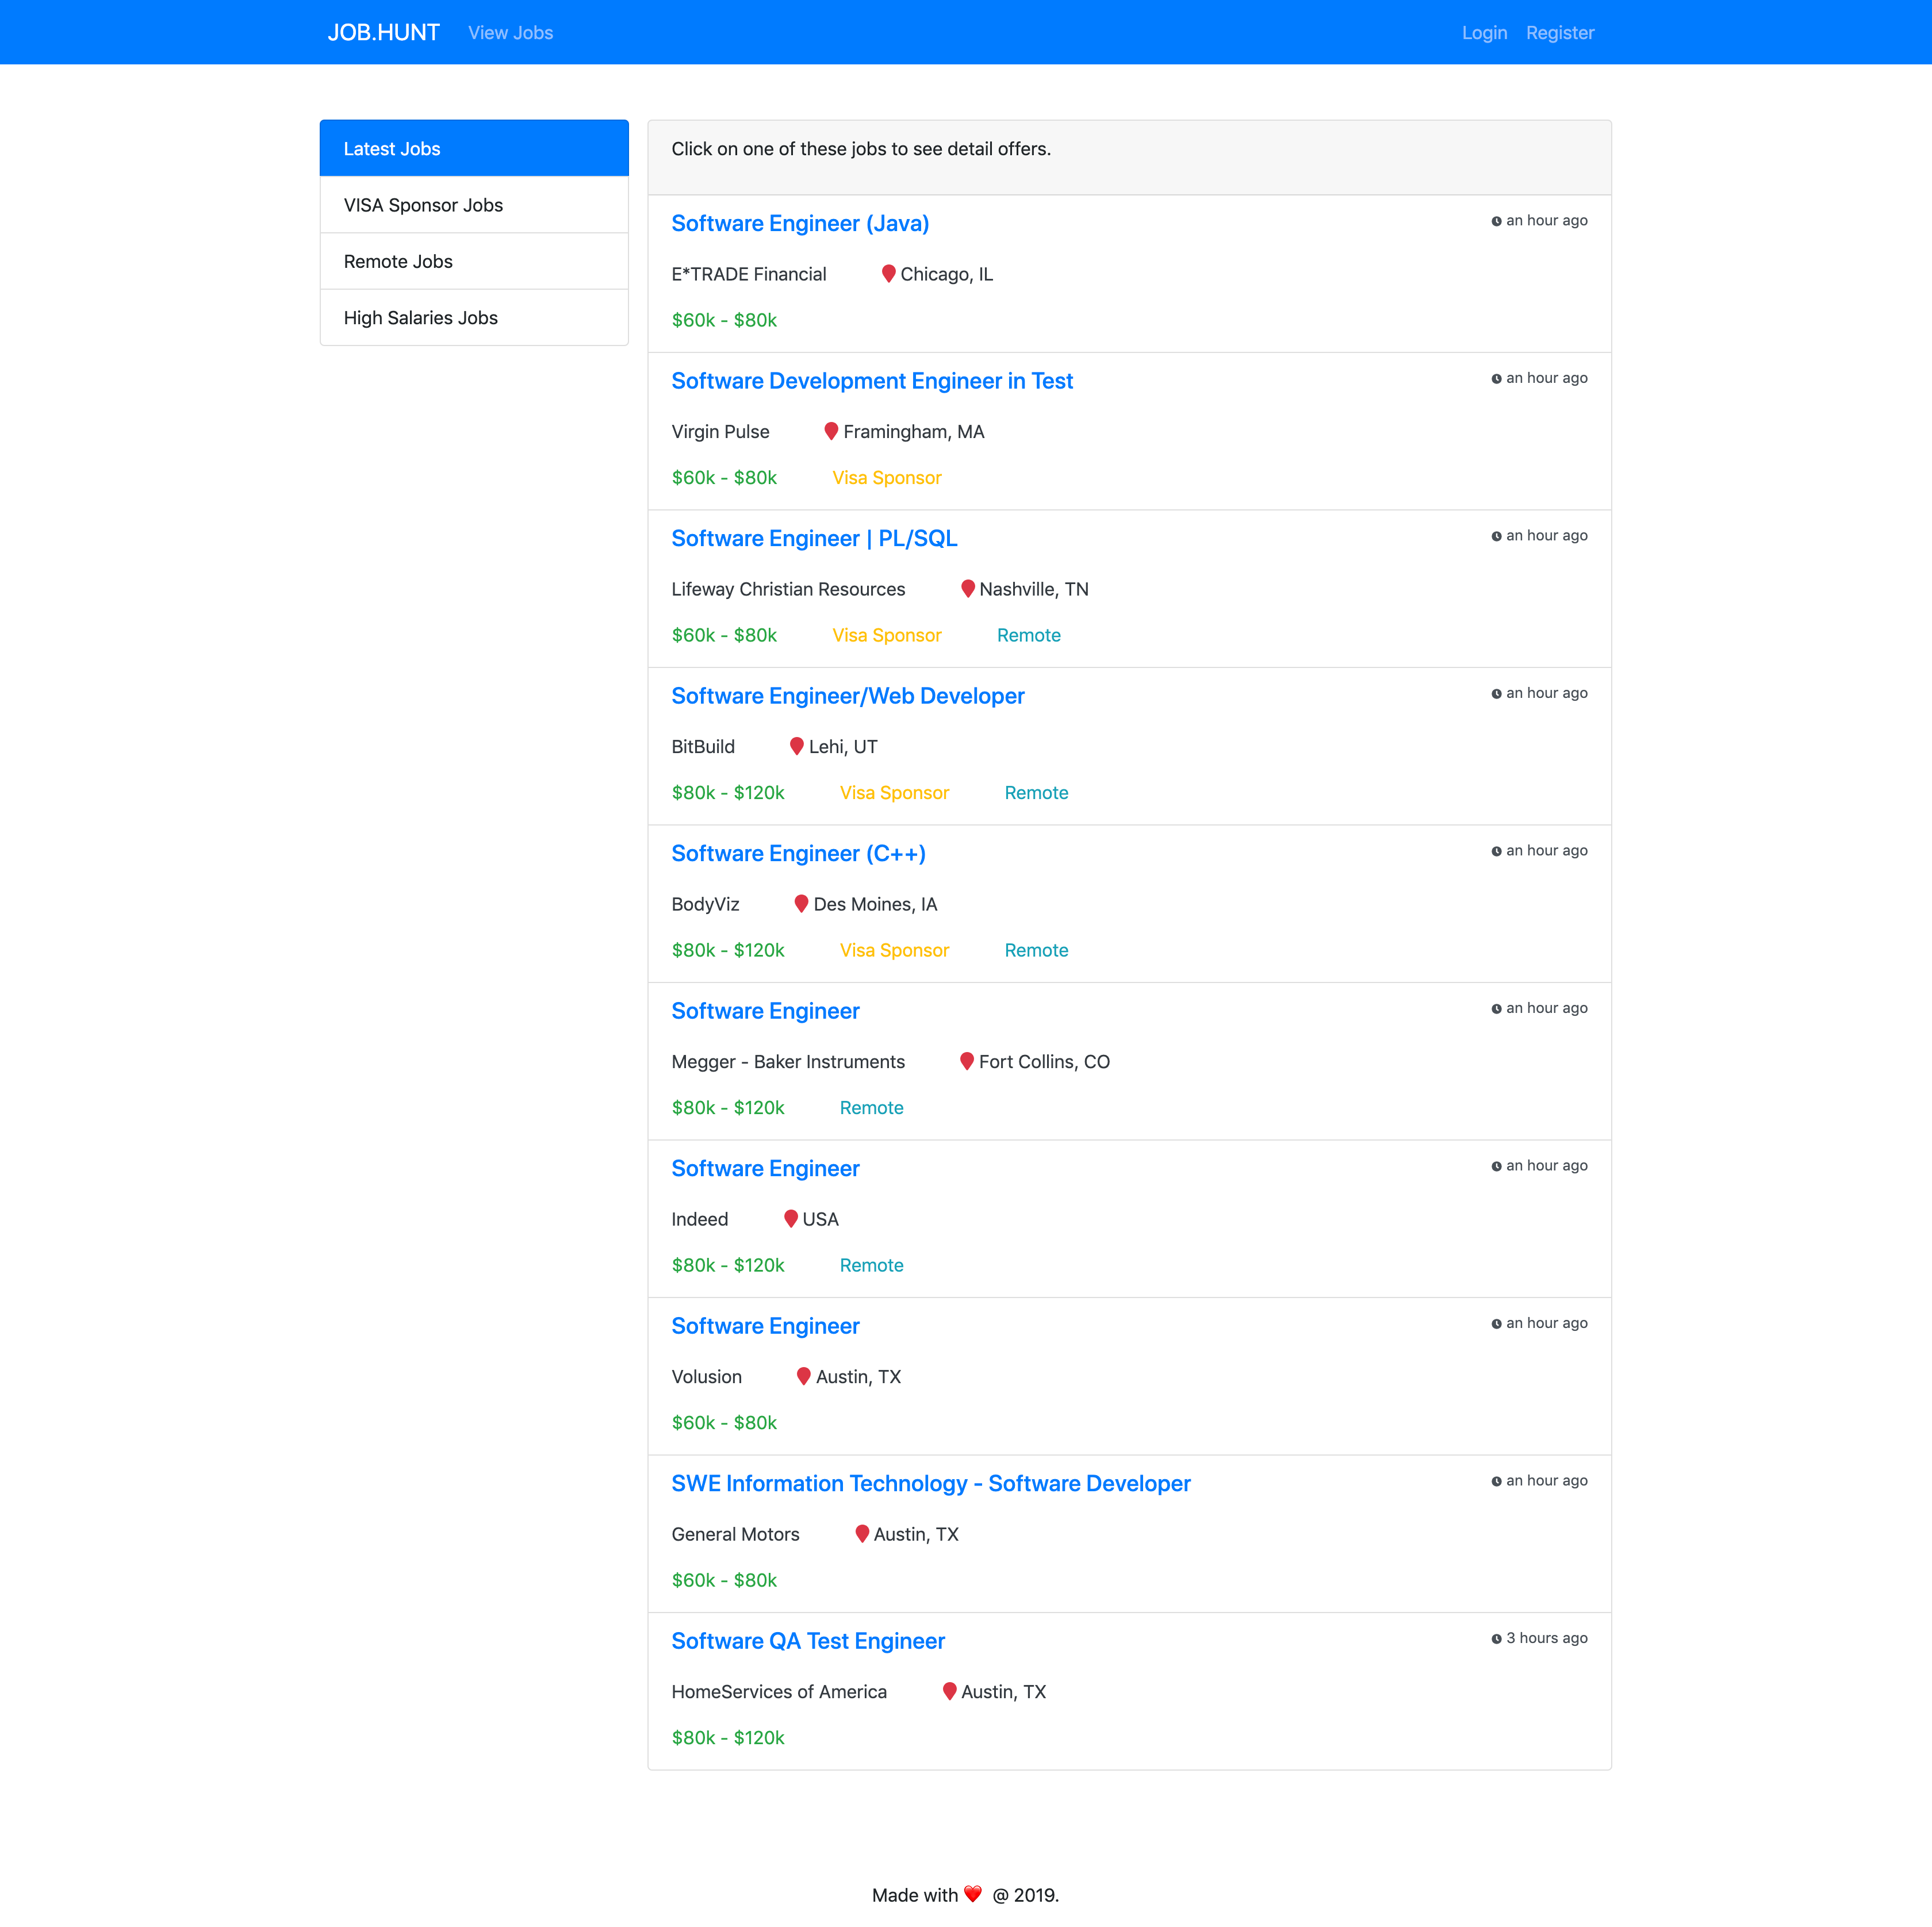 JOB.HUNT View Jobs Login Register
Latest Jobs
VISA Sponsor Jobs
Remote Jobs
High Salaries Jobs
Click on one of these jobs to see detail offers.
Software Engineer (Java) an hour ago
E*TRADE Financial Chicago, IL
$60k - $80k
Software Development Engineer in Test an hour ago
Virgin Pulse Framingham, MA
$60k - $80k Visa Sponsor
Software Engineer | PL/SQL an hour ago
Lifeway Christian Resources Nashville, TN
$60k - $80k Visa Sponsor Remote
Software Engineer/Web Developer an hour ago
BitBuild Lehi, UT
$80k - $120k Visa Sponsor Remote
Software Engineer (C++) an hour ago
BodyViz Des Moines, IA
$80k - $120k Visa Sponsor Remote
Software Engineer an hour ago
Megger - Baker Instruments Fort Collins, CO
$80k - $120k Remote
Software Engineer an hour ago
Indeed USA
$80k - $120k Remote
Software Engineer an hour ago
Volusion Austin, TX
$60k - $80k
SWE Information Technology - Software Developer an hour ago
General Motors Austin, TX
$60k - $80k
Software QA Test Engineer 3 hours ago
HomeServices of America Austin, TX
$80k - $120k
Made with ❤️ @ 2019.